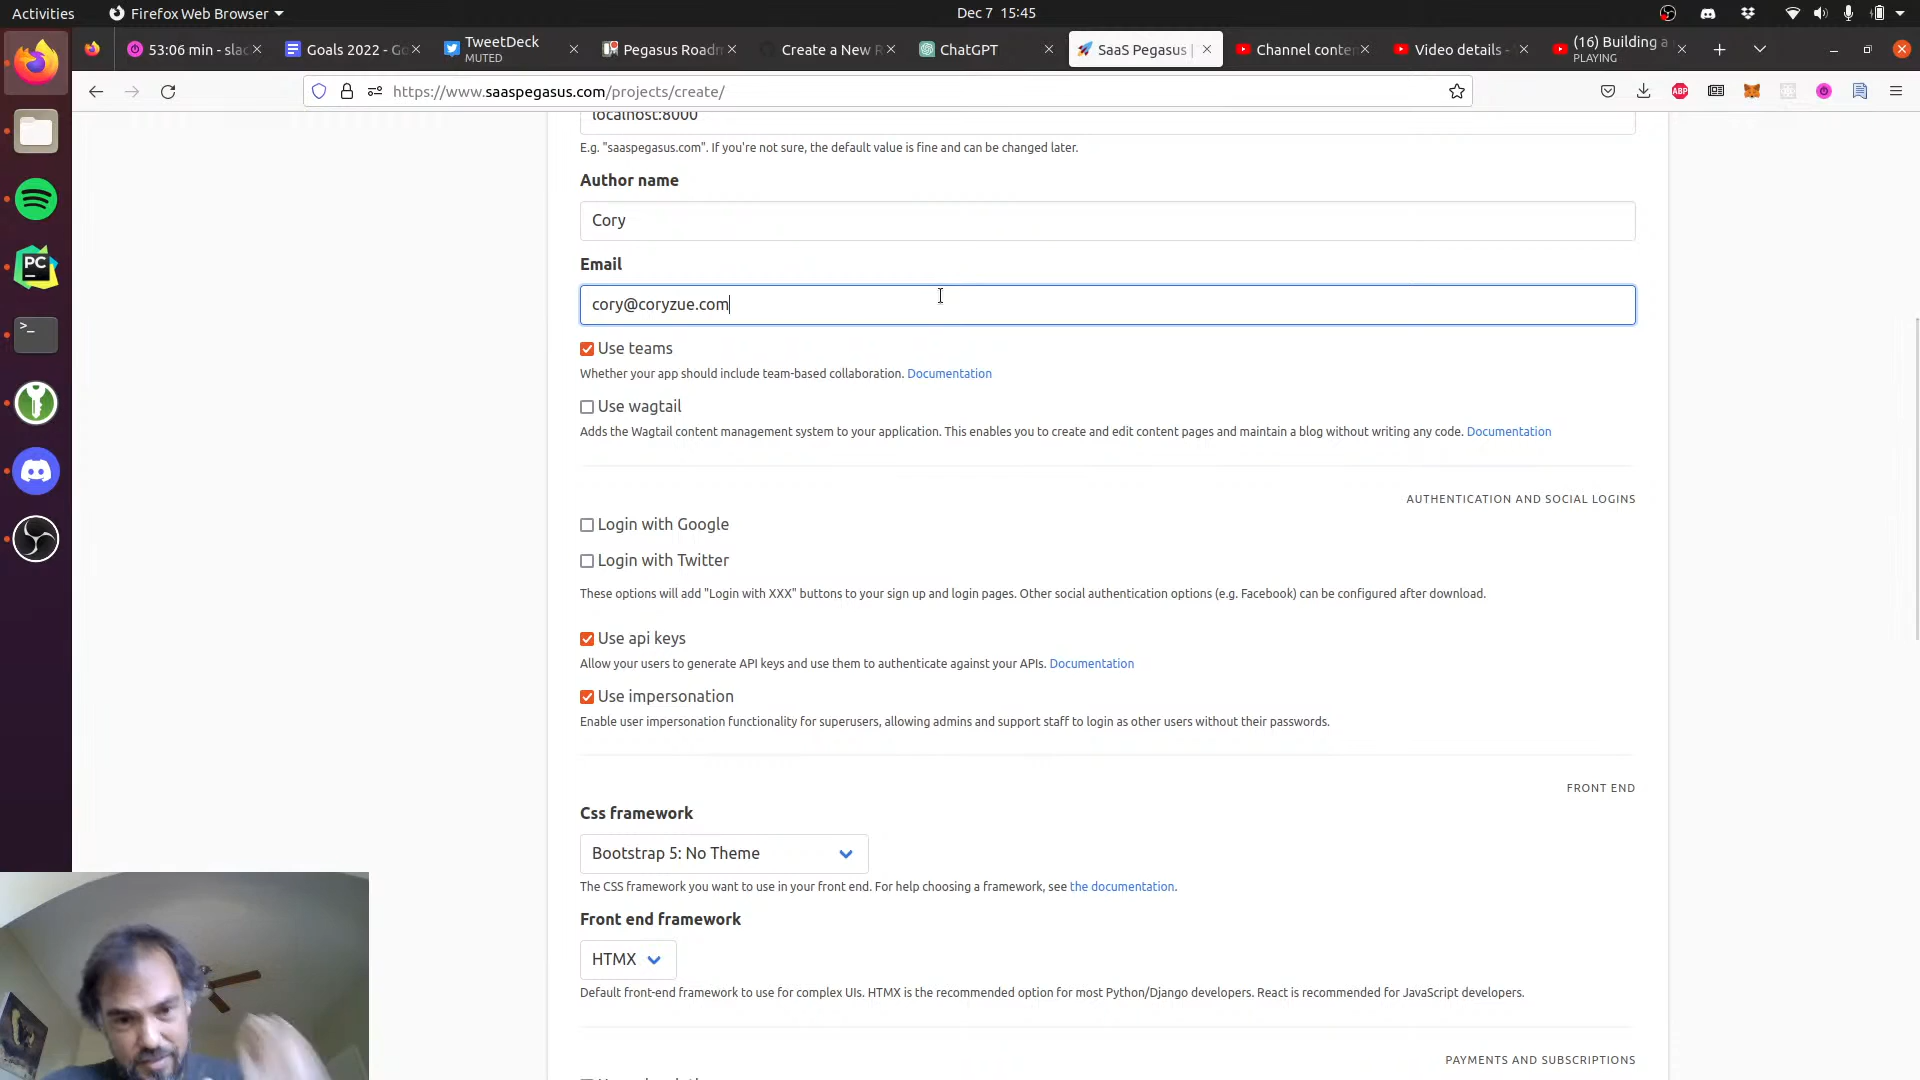 Activities
Firefox Web Browser
Dec 7 15:45
53:06 min - slac
Goals 2022 - Go
TweetDeck
MUTED
Pegasus Roadm
Create a New R
ChatGPT
SaaS Pegasus |
Channel conten
Video details -
(16) Building a
PLAYING
https://www.saaspegasus.com/projects/create/
ABP
PC
>_
localhost:8000
E.g. "saaspegasus.com". If you're not sure, the default value is fine and can be changed later.
Author name
Cory
Email
cory@coryzue.com
Use teams
Whether your app should include team-based collaboration. Documentation
Use wagtail
Adds the Wagtail content management system to your application. This enables you to create and edit content pages and maintain a blog without writing any code. Documentation
AUTHENTICATION AND SOCIAL LOGINS
Login with Google
Login with Twitter
These options will add "Login with XXX" buttons to your sign up and login pages. Other social authentication options (e.g. Facebook) can be configured after download.
Use api keys
Allow your users to generate API keys and use them to authenticate against your APIs. Documentation
Use impersonation
Enable user impersonation functionality for superusers, allowing admins and support staff to login as other users without their passwords.
FRONT END
Css framework
Bootstrap 5: No Theme
The CSS framework you want to use in your front end. For help choosing a framework, see the documentation.
Front end framework
HTMX
Default front-end framework to use for complex UIs. HTMX is the recommended option for most Python/Django developers. React is recommended for JavaScript developers.
PAYMENTS AND SUBSCRIPTIONS